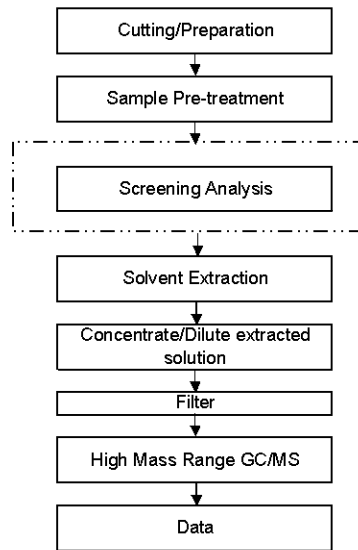 Cutting/Preparation
Sample Pre-treatment
Screening Analysis
Solvent Extraction
Concentrate/Dilute extracted
solution
Filter
High Mass Range GC/MS
Data